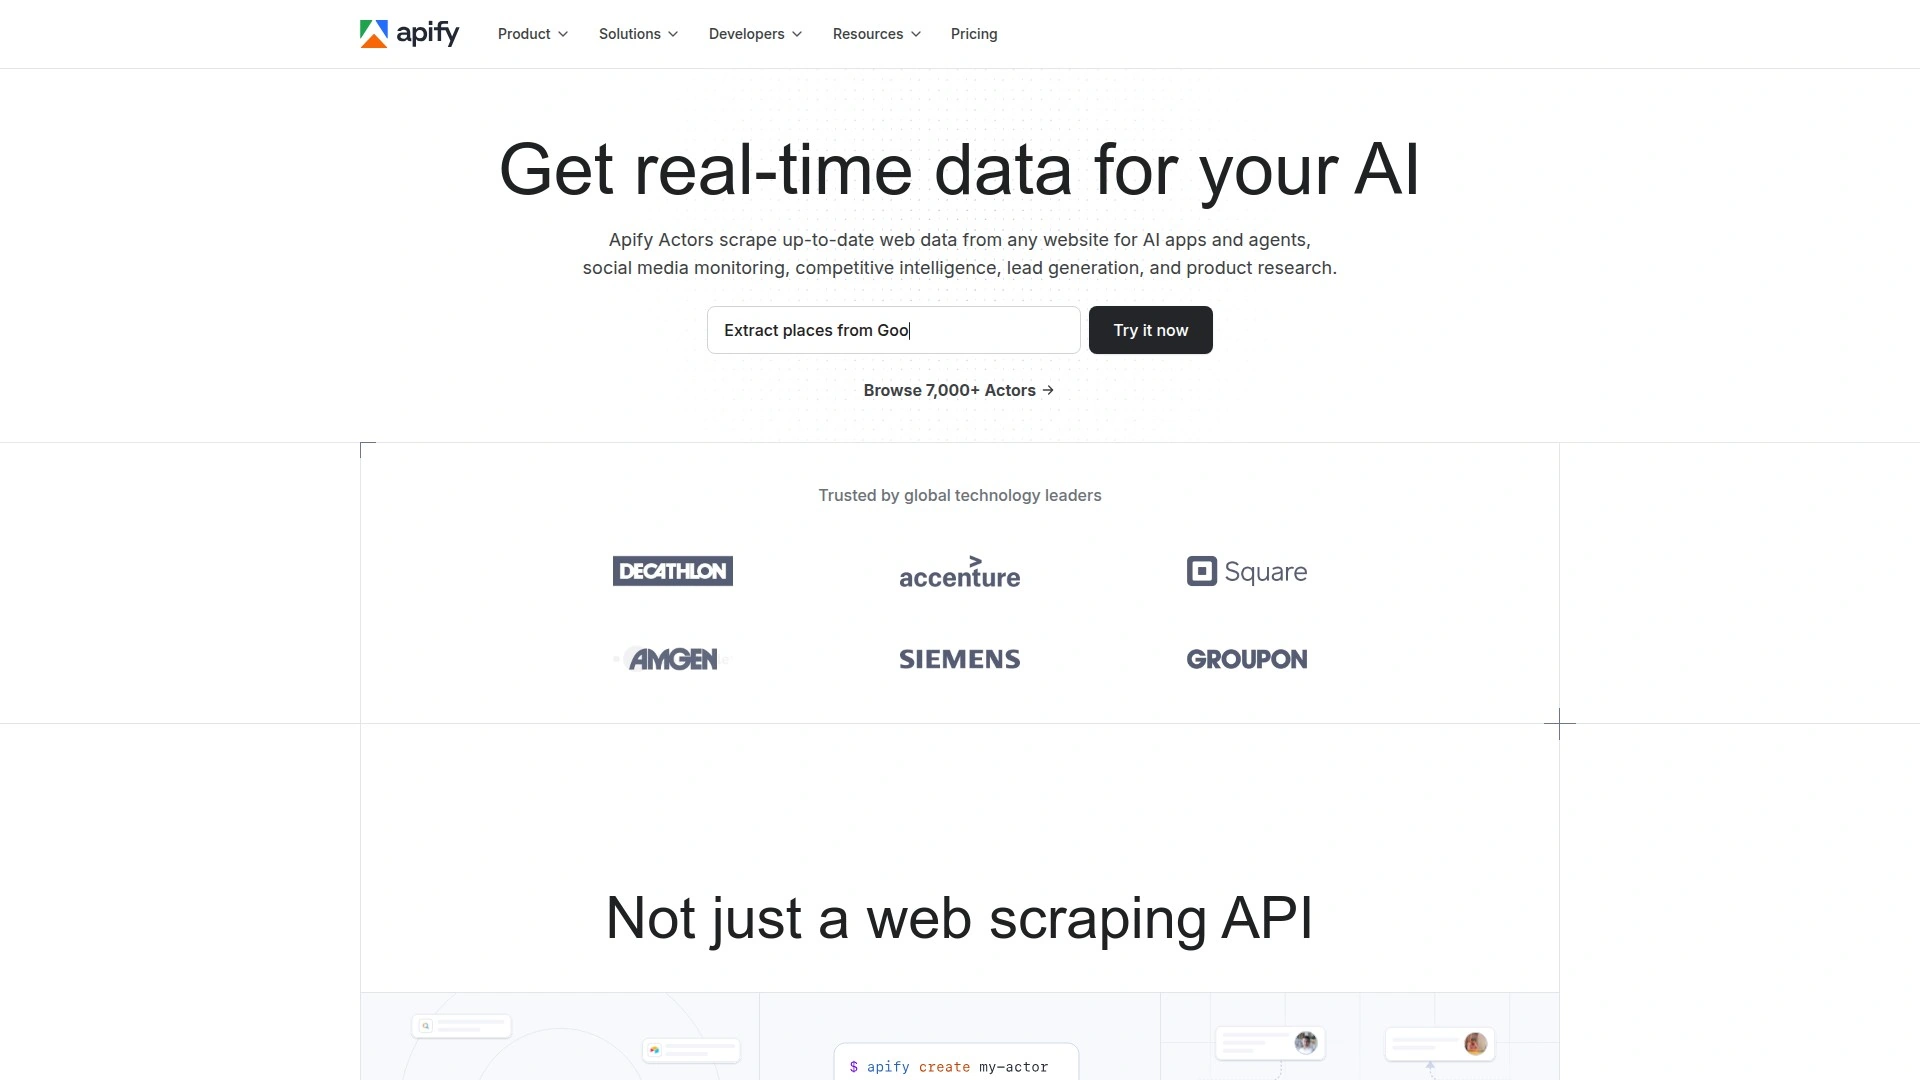 apify
Product
Solutions
Developers
Resources
Pricing
Get real-time data for your AI
Apify Actors scrape up-to-date web data from any website for AI apps and agents,
social media monitoring, competitive intelligence, lead generation, and product research.
Extract places from Goo
Try it now
Browse 7,000+ Actors →
Trusted by global technology leaders
DECATHLON
accenture
Square
AMGEN
SIEMENS
GROUPON
Not just a web scraping API
$ apify create my-actor